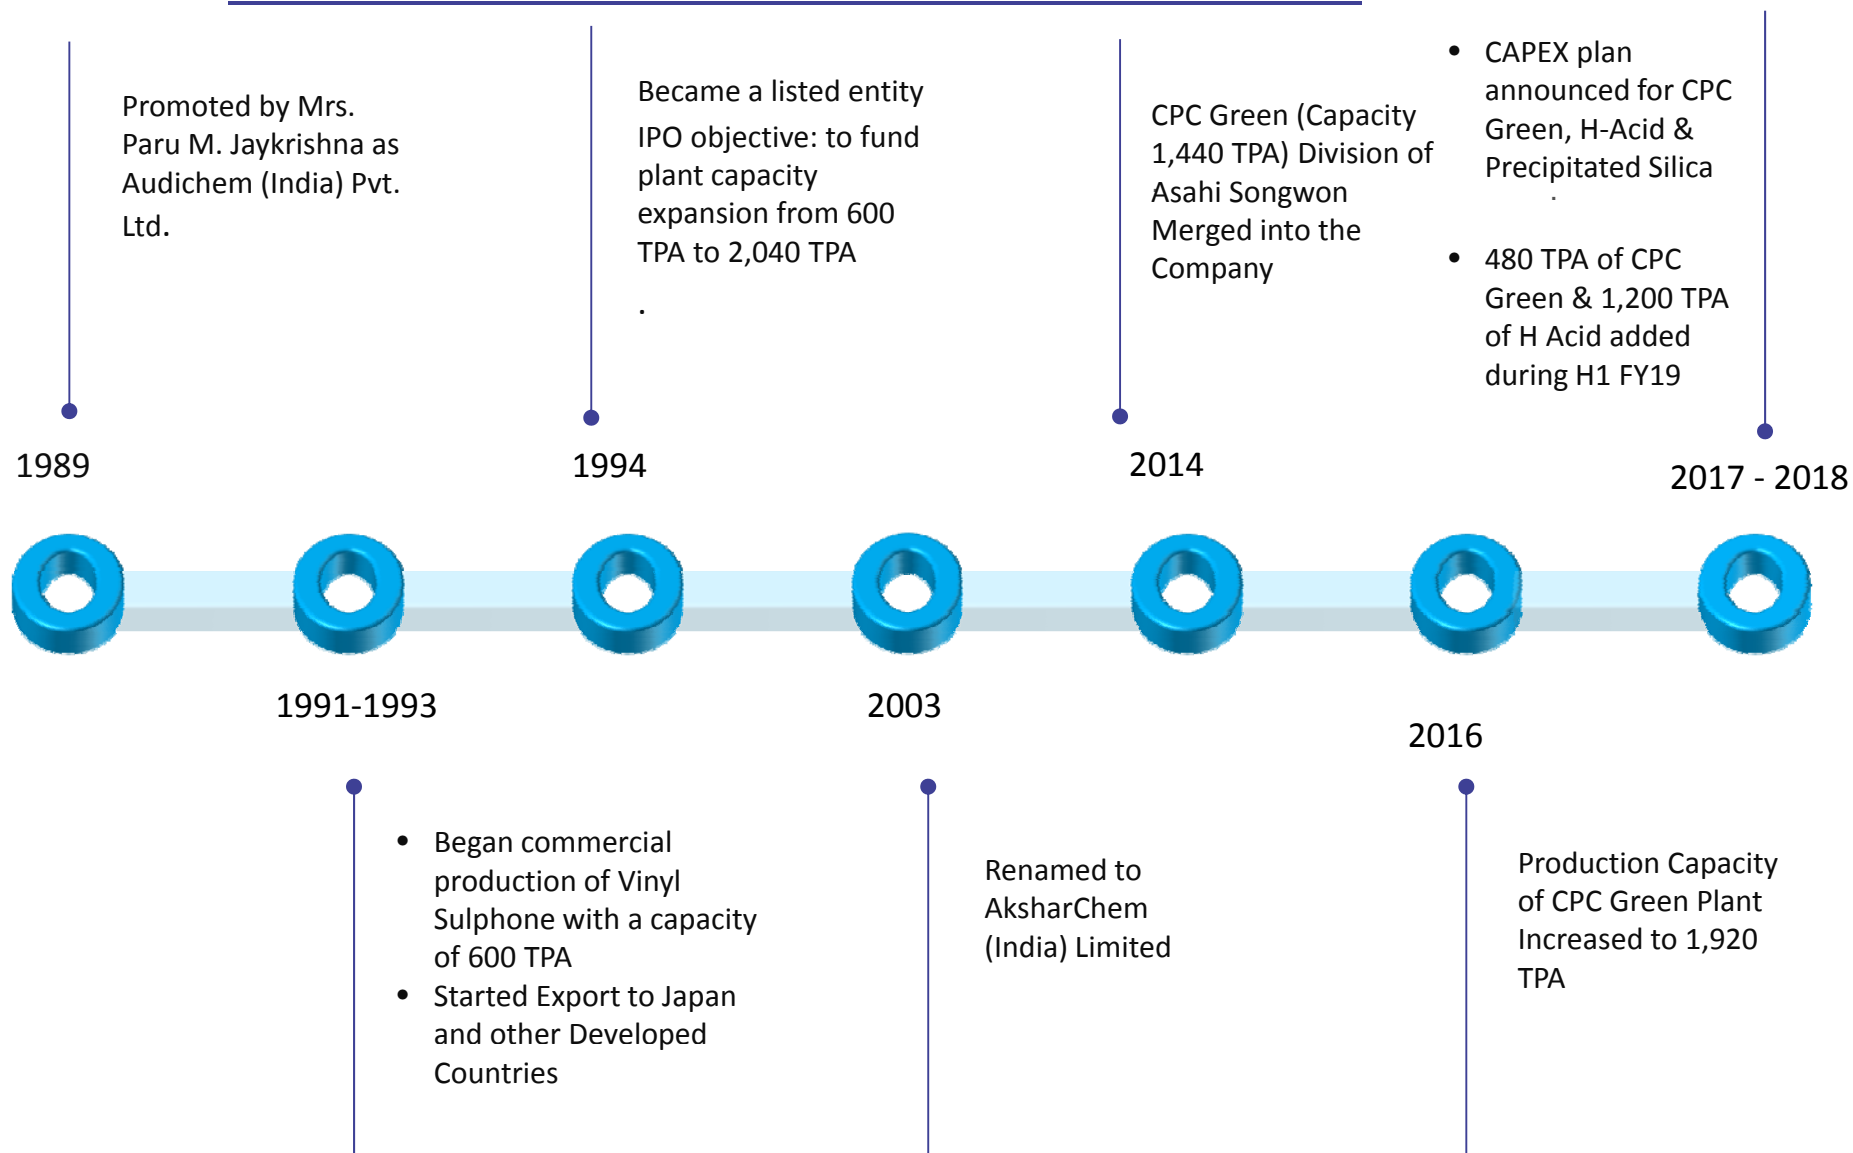 Promoted by Mrs.
Paru M. Jaykrishna as
Audichem (India) Pvt.
Ltd.
1989
Became a listed entity
IPO objective: to fund
plant capacity
expansion from 600
TPA to 2,040 TPA
.
1994
CPC Green (Capacity
1,440 TPA) Division of
Asahi Songwon
Merged into the
Company
2014
• CAPEX plan
announced for CPC
Green, H-Acid &
Precipitated Silica
.
• 480 TPA of CPC
Green & 1,200 TPA
of H Acid added
during H1 FY19
2017 - 2018
1991-1993
• Began commercial
production of Vinyl
Sulphone with a capacity
of 600 TPA
• Started Export to Japan
and other Developed
Countries
2003
Renamed to
AksharChem
(India) Limited
2016
Production Capacity
of CPC Green Plant
Increased to 1,920
TPA